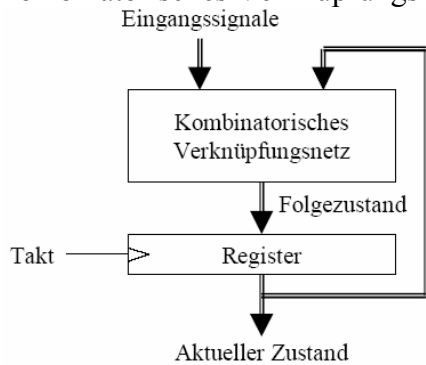 Eingangssignale
Kombinatorisches
Verknüpfungsnetz
Folgezustand
Takt
Register
Aktueller Zustand